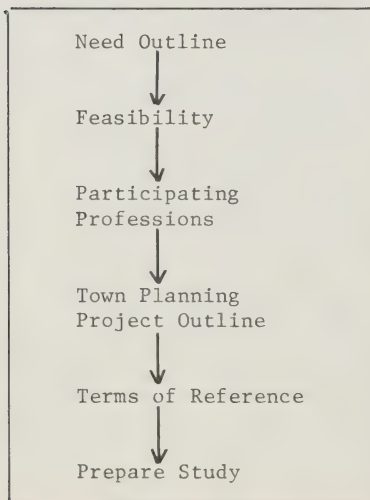 Need Outline
Feasibility
Participating
Professions
Town Planning
Project Outline
Terms of Reference
Prepare Study